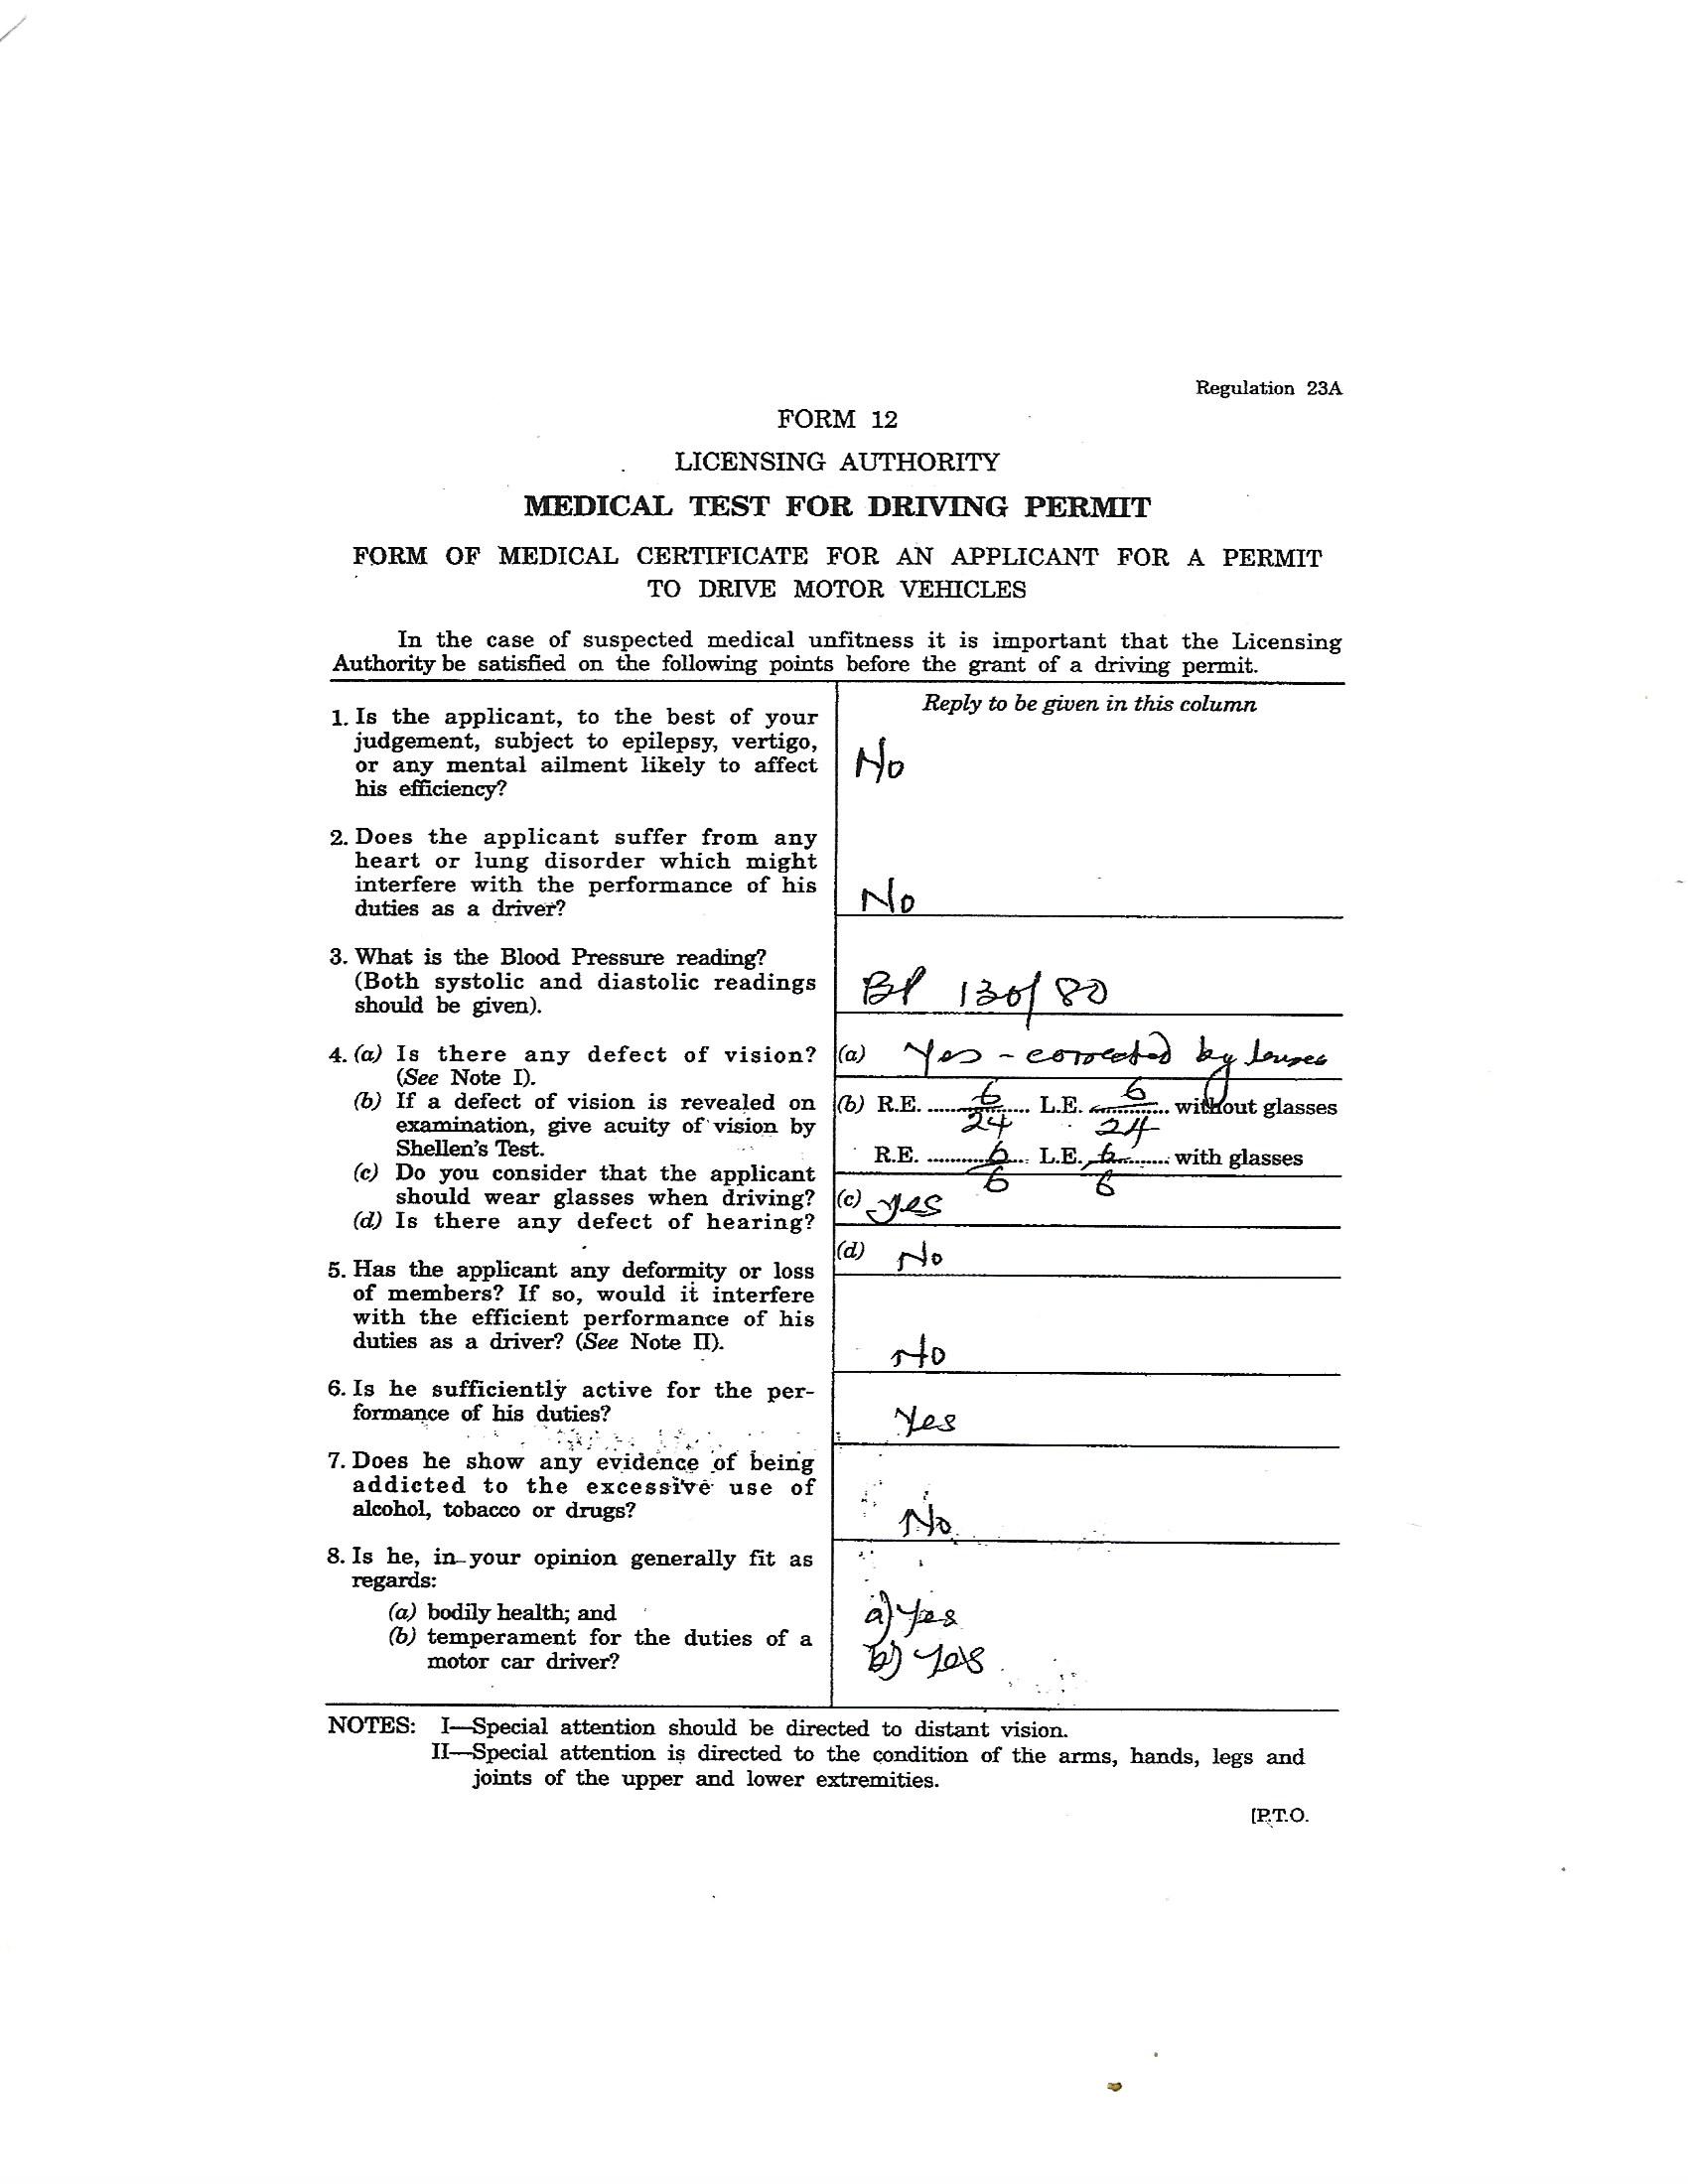 Regulation 23A
FORM 12
LICENSING AUTHORITY
MEDICAL TEST FOR DRIVING PERMIT
FORM OF MEDICAL CERTIFICATE FOR AN APPLICANT FOR A PERMIT
TO DRIVE MOTOR VEHICLES
In the case of suspected medical unfitness it is important that the Licensing
Authority be satisfied on the following points before the grant of a driving permit.
Reply to be given in this column
1. Is the applicant, to the best of your
judgement, subject to epilepsy, vertigo,
or any mental ailment likely to affect
his efficiency?
No
2. Does the applicant suffer from any
heart or lung disorder which might
interfere with the performance of his
duties as a driver?
No
3. What is the Blood Pressure reading?
(Both systolic and diastolic readings
should be given).
BP 130/80
4. (a) Is there any defect of vision?
(See Note I).
(a) Yes - corrected by lenses
(b) If a defect of vision is revealed on
examination, give acuity of vision by
Shellen's Test.
(b) R.E. 6/24 L.E. 6/24 without glasses
R.E. 6/6 L.E. 6/6 with glasses
(c) Do you consider that the applicant
should wear glasses when driving?
(c) yes
(d) Is there any defect of hearing?
(d) No
5. Has the applicant any deformity or loss
of members? If so, would it interfere
with the efficient performance of his
duties as a driver? (See Note II).
No
6. Is he sufficiently active for the per-
formance of his duties?
Yes
7. Does he show any evidence of being
addicted to the excessive use of
alcohol, tobacco or drugs?
No
8. Is he, in your opinion generally fit as
regards:
(a) bodily health; and
(b) temperament for the duties of a
motor car driver?
a) Yes
b) Yes
NOTES: I—Special attention should be directed to distant vision.
II—Special attention is directed to the condition of the arms, hands, legs and
joints of the upper and lower extremities.
[P.T.O.